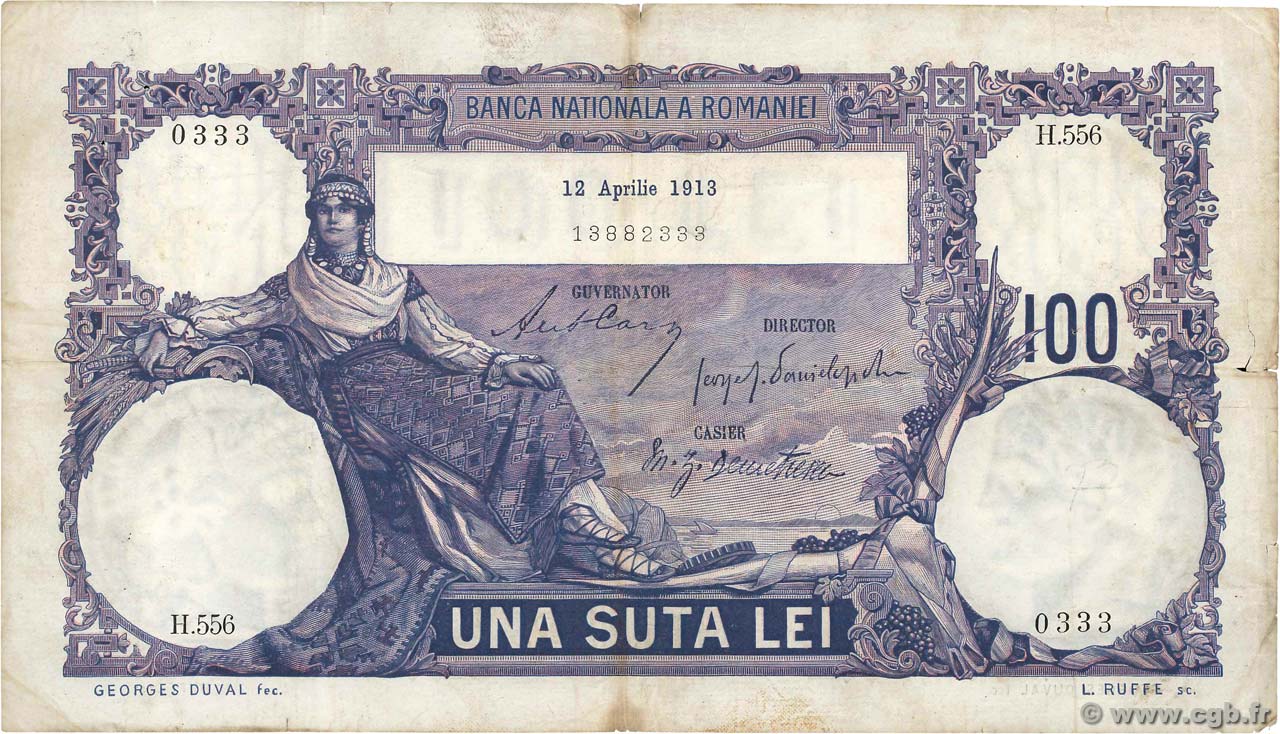 BANCA NATIONALA A ROMANIEI
0333
H.556
12 Aprilie 1913
13882333
GUVERNATOR
DIRECTOR
100
CASIER
H.556
0333
UNA SUTA LEI
GEORGES DUVAL fec.
L. RUFFE sc.
© www.cgb.fr